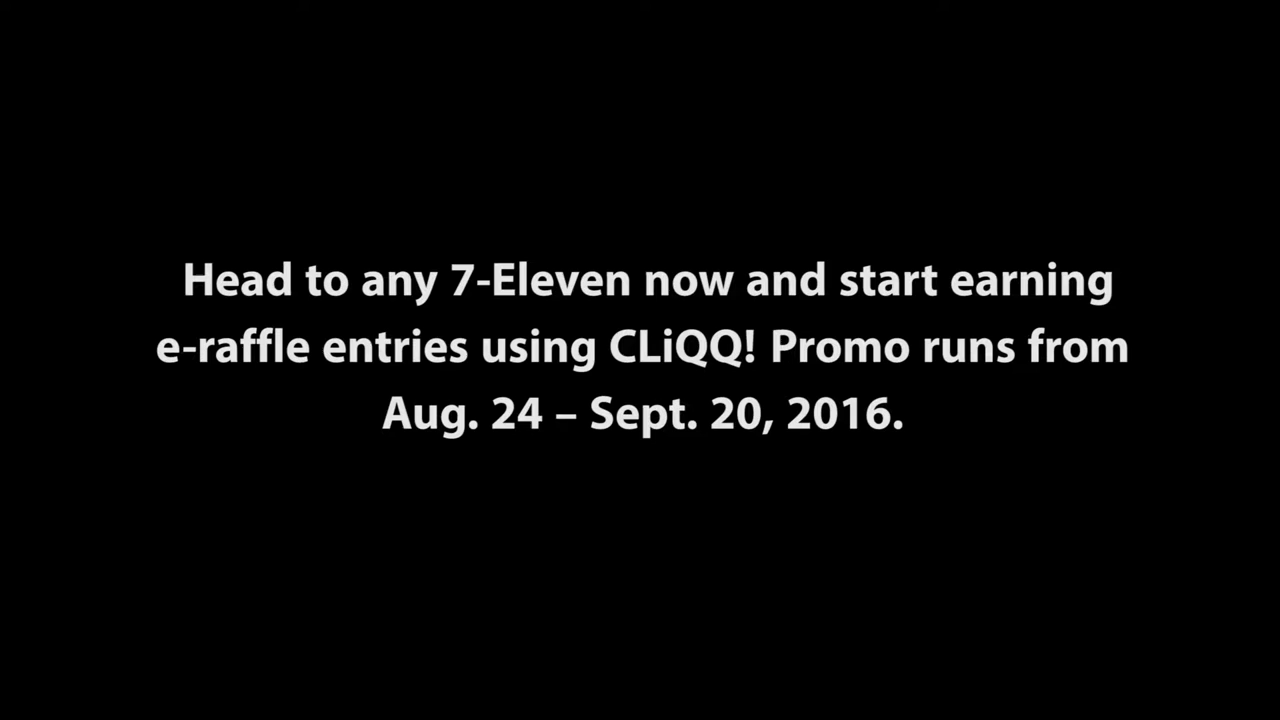 Head to any 7-Eleven now and start earning
e-raffle entries using CLiQQ! Promo runs from
Aug. 24 – Sept. 20, 2016.